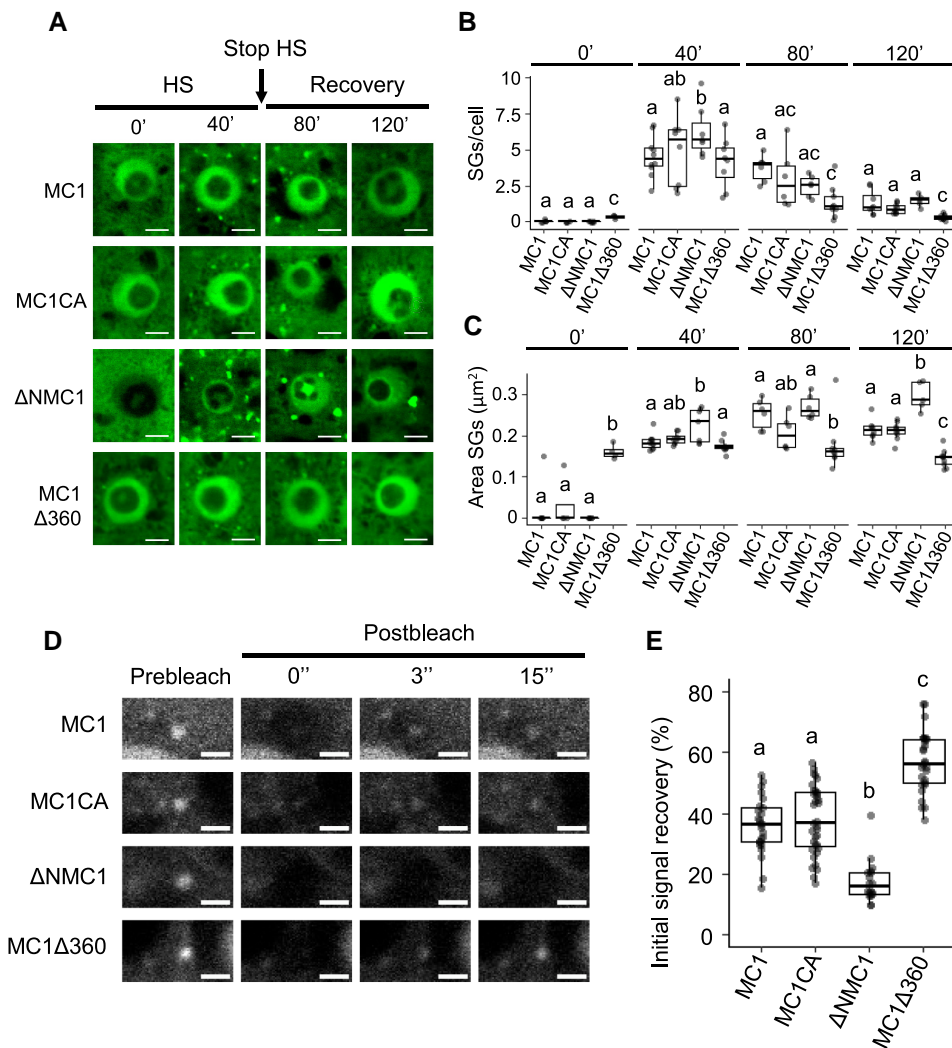 A
Stop HS
HS Recovery
0' 40' 80' 120'
MC1
MC1CA
ΔNMC1
MC1
Δ360
B
0' 40' 80' 120'
SGs/cell
10
7.5
5
2.5
0
a a a c
a ab b a
a ac ac c
a a a c
MC1 MC1CA ΔNMC1 MC1Δ360 MC1 MC1CA ΔNMC1 MC1Δ360 MC1 MC1CA ΔNMC1 MC1Δ360 MC1 MC1CA ΔNMC1 MC1Δ360
C
0' 40' 80' 120'
Area SGs (μm²)
0.3
0.2
0.1
0
a a a b
a ab b a
a ab a b
a a b c
MC1 MC1CA ΔNMC1 MC1Δ360 MC1 MC1CA ΔNMC1 MC1Δ360 MC1 MC1CA ΔNMC1 MC1Δ360 MC1 MC1CA ΔNMC1 MC1Δ360
D
Postbleach
Prebleach 0'' 3'' 15''
MC1
MC1CA
ΔNMC1
MC1Δ360
E
Initial signal recovery (%)
80
60
40
20
0
a a b c
MC1 MC1CA ΔNMC1 MC1Δ360